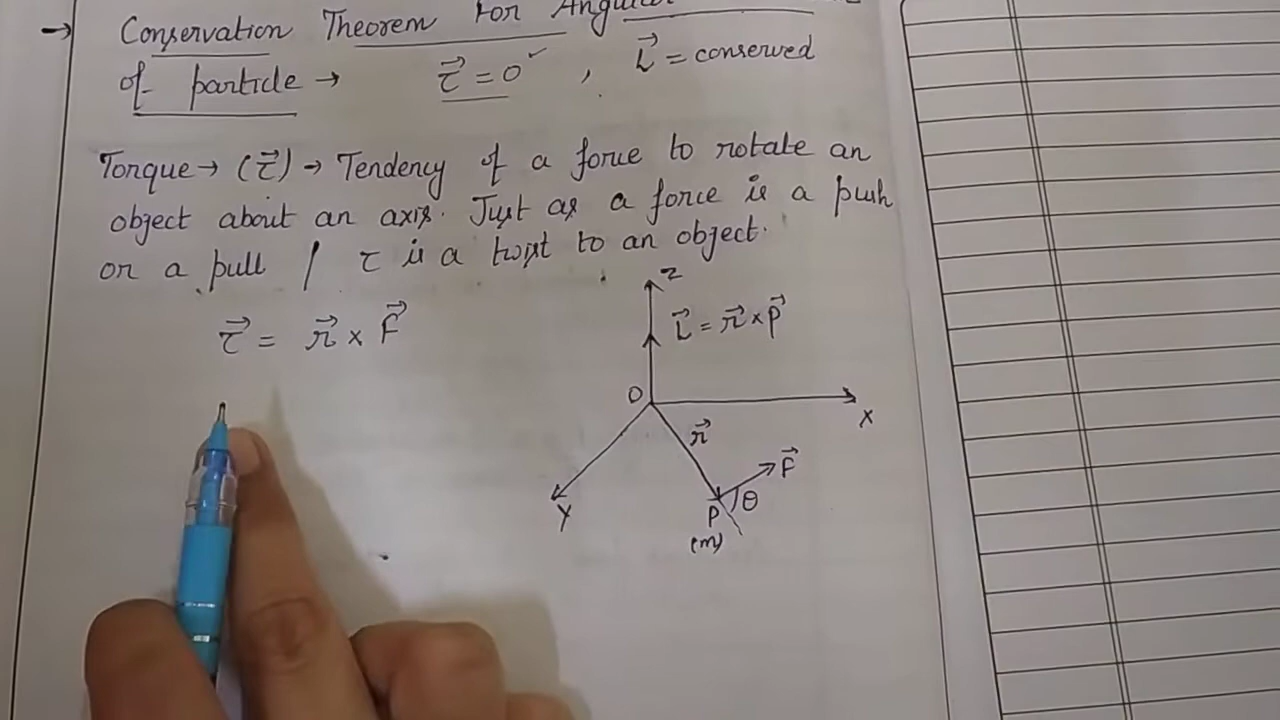 → Conservation Theorem For Angular
of particle → τ⃗ = 0 ✓ , L⃗ = conserved
Torque → (τ⃗) → Tendency of a force to rotate an
object about an axis. Just as a force is a push
or a pull / τ is a twist to an object.
τ⃗ = r⃗ × F⃗
Z
L⃗ = r⃗ × P⃗
O
X
r⃗
F⃗
Y
P
θ
(m)